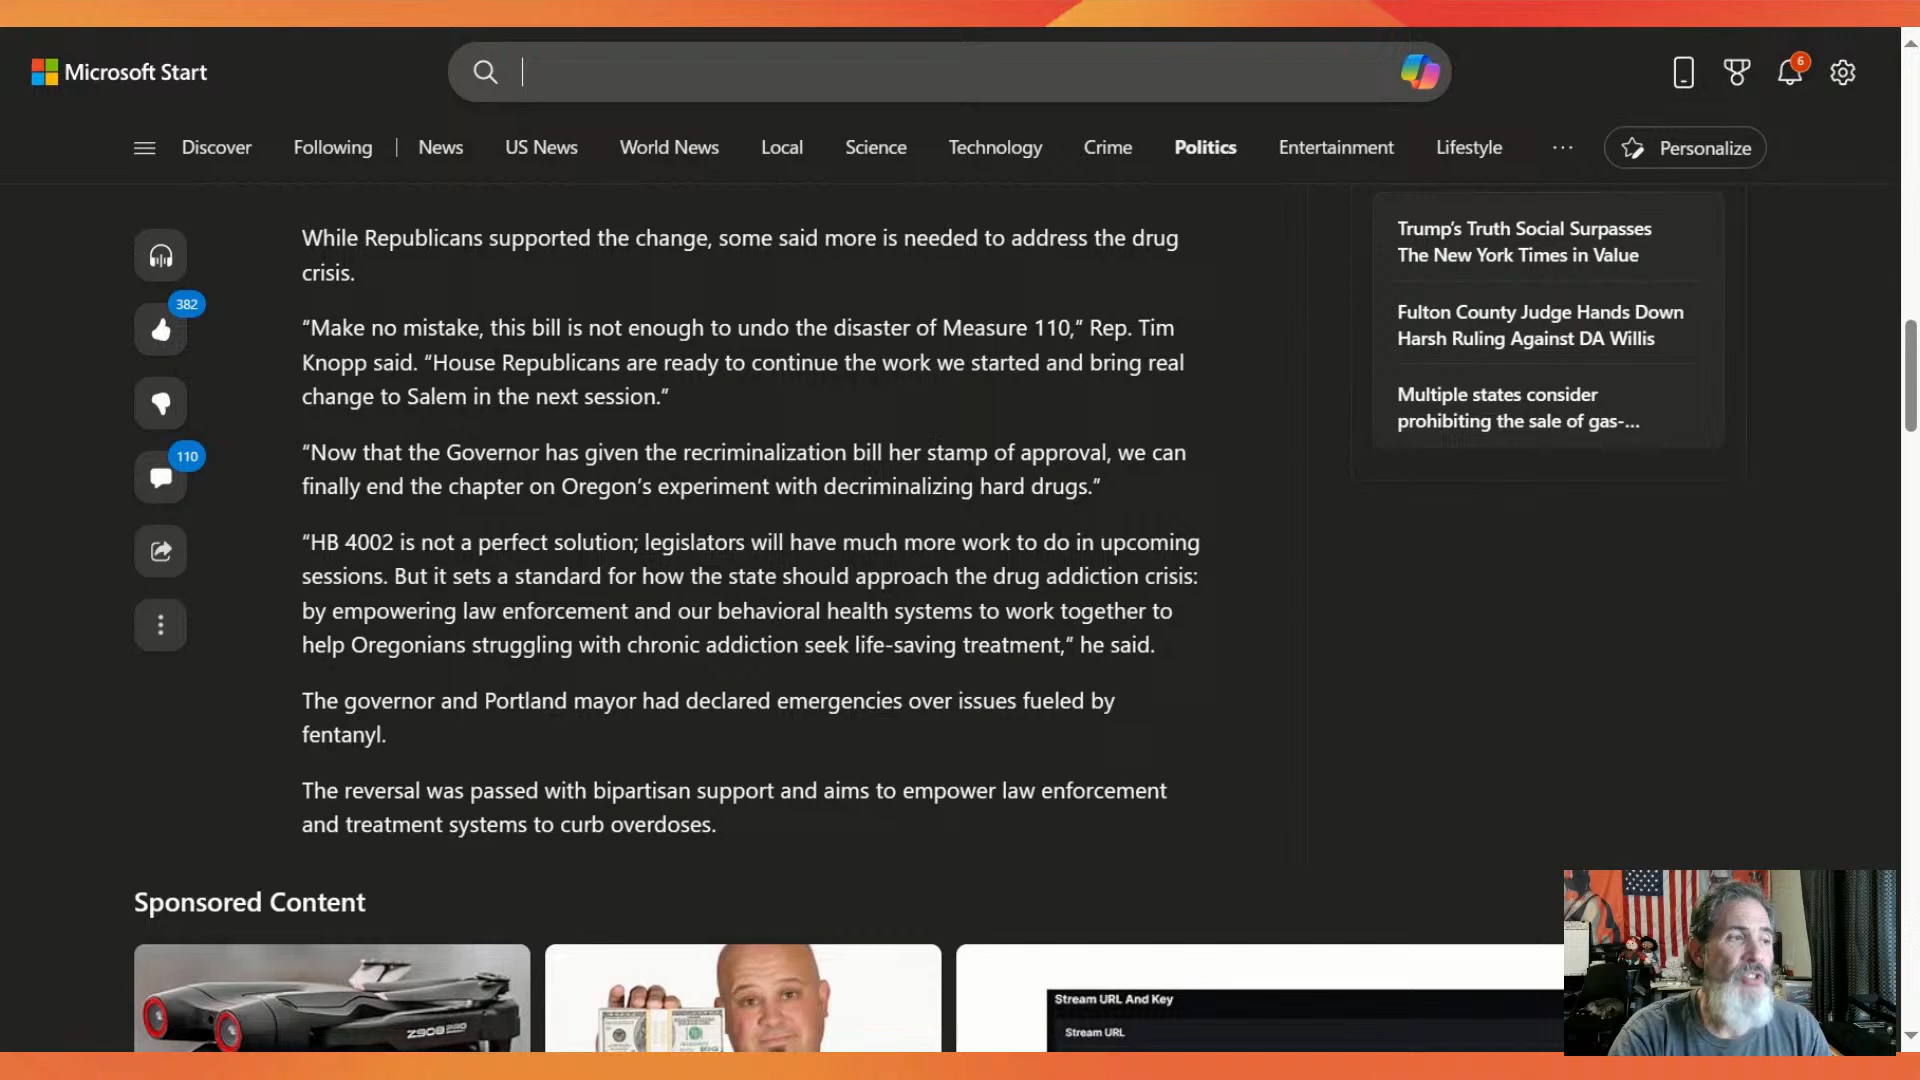 Microsoft Start
6
Discover Following | News US News World News Local Science Technology Crime Politics Entertainment Lifestyle ··· Personalize
While Republicans supported the change, some said more is needed to address the drug
crisis.
“Make no mistake, this bill is not enough to undo the disaster of Measure 110,” Rep. Tim
Knopp said. “House Republicans are ready to continue the work we started and bring real
change to Salem in the next session.”
“Now that the Governor has given the recriminalization bill her stamp of approval, we can
finally end the chapter on Oregon’s experiment with decriminalizing hard drugs.”
“HB 4002 is not a perfect solution; legislators will have much more work to do in upcoming
sessions. But it sets a standard for how the state should approach the drug addiction crisis:
by empowering law enforcement and our behavioral health systems to work together to
help Oregonians struggling with chronic addiction seek life-saving treatment,” he said.
The governor and Portland mayor had declared emergencies over issues fueled by
fentanyl.
The reversal was passed with bipartisan support and aims to empower law enforcement
and treatment systems to curb overdoses.
382
110
Trump’s Truth Social Surpasses
The New York Times in Value
Fulton County Judge Hands Down
Harsh Ruling Against DA Willis
Multiple states consider
prohibiting the sale of gas-...
Sponsored Content
Z908 PRO
Stream URL And Key
Stream URL